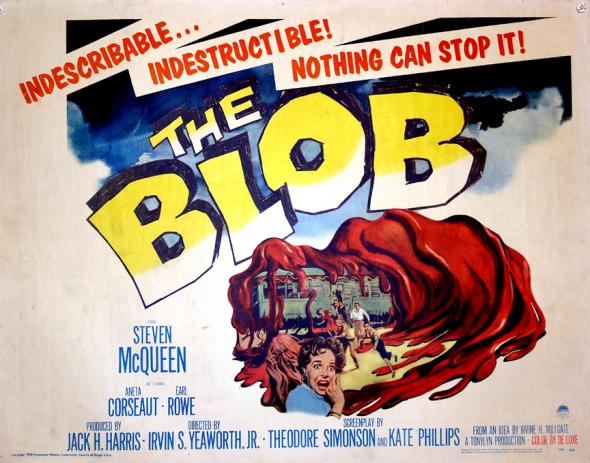 INDESCRIBABLE...
INDESTRUCTIBLE!
NOTHING CAN STOP IT!
THE
BLOB
STEVEN
McQUEEN
ANETA CORSEAUT · EARL ROWE
PRODUCED BY JACK H. HARRIS · DIRECTED BY IRVIN S. YEAWORTH, JR. · SCREENPLAY BY THEODORE SIMONSON AND KATE PHILLIPS
FROM AN IDEA BY IRVINE H. MILLGATE
A TONYLYN PRODUCTION · COLOR BY DE LUXE